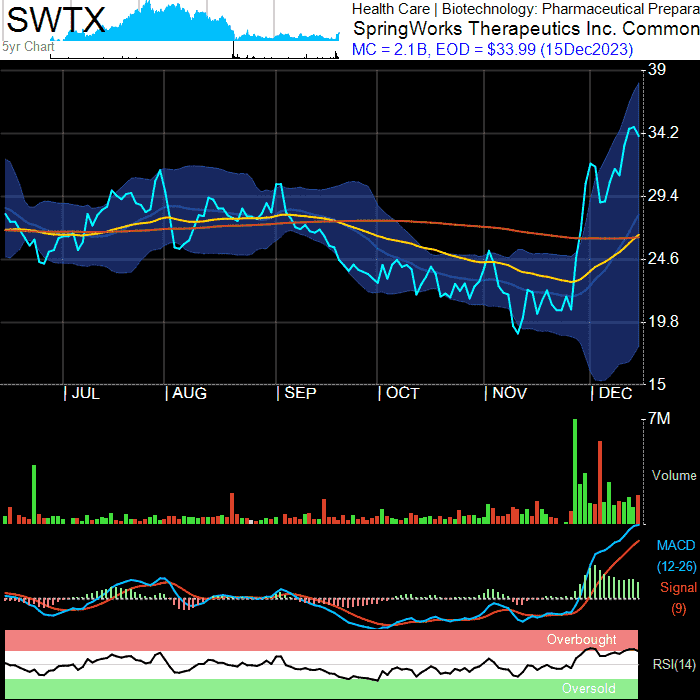 SWTX
5yr Chart
Health Care | Biotechnology: Pharmaceutical Prepara
SpringWorks Therapeutics Inc. Common
MC = 2.1B, EOD = $33.99 (15Dec2023)
39
34.2
29.4
24.6
19.8
15
| JUL | AUG | SEP | OCT | NOV | DEC
7M
Volume
MACD
(12-26)
Signal
(9)
Overbought
RSI(14)
Oversold